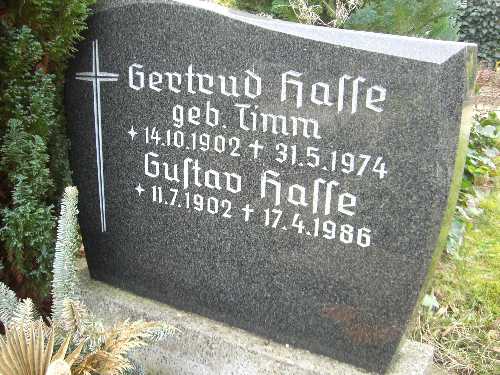 Gertrud Hasse
geb. Timm
* 14.10.1902 † 31.5.1974
Gustav Hasse
* 11.7.1902 † 17.4.1986